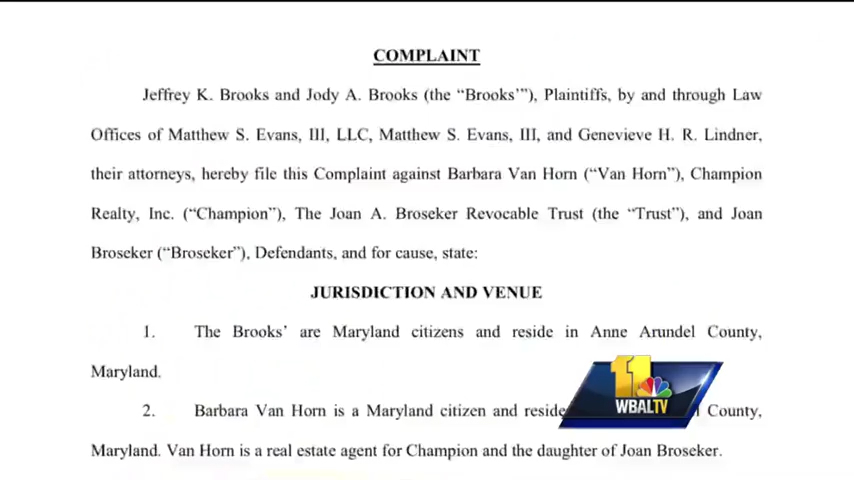 COMPLAINT
Jeffrey K. Brooks and Jody A. Brooks (the “Brooks’”), Plaintiffs, by and through Law
Offices of Matthew S. Evans, III, LLC, Matthew S. Evans, III, and Genevieve H. R. Lindner,
their attorneys, hereby file this Complaint against Barbara Van Horn (“Van Horn”), Champion
Realty, Inc. (“Champion”), The Joan A. Broseker Revocable Trust (the “Trust”), and Joan
Broseker (“Broseker”), Defendants, and for cause, state:
JURISDICTION AND VENUE
1. The Brooks’ are Maryland citizens and reside in Anne Arundel County,
Maryland.
2. Barbara Van Horn is a Maryland citizen and reside County,
Maryland. Van Horn is a real estate agent for Champion and the daughter of Joan Broseker.
11
WBALTV